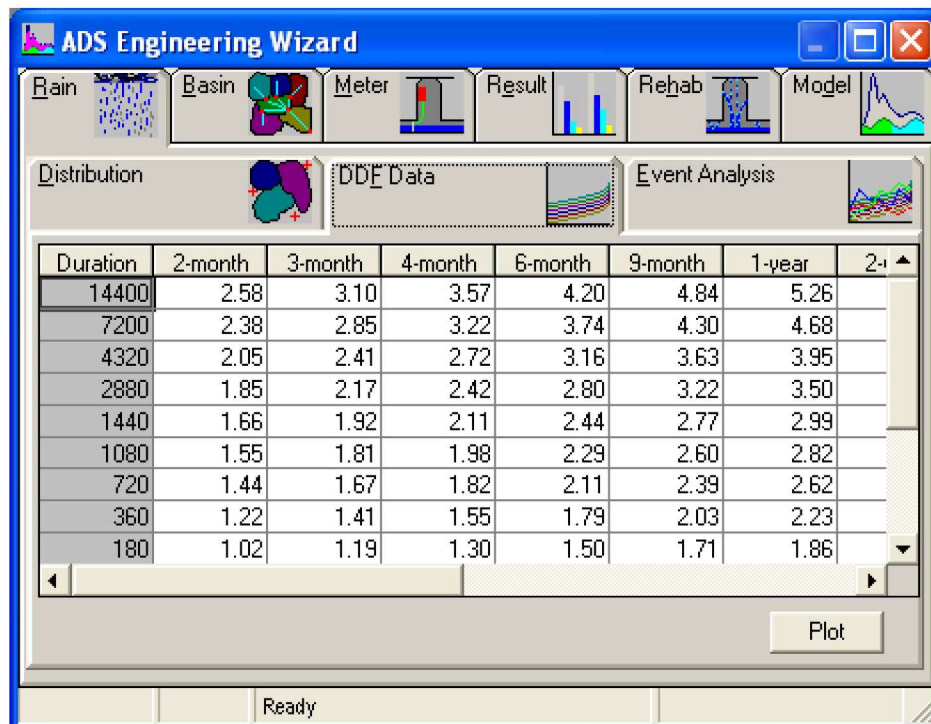 ADS Engineering Wizard
Rain Basin Meter Result Rehab Model
Distribution DDF Data Event Analysis
Duration 2-month 3-month 4-month 6-month 9-month 1-year 2-
14400 2.58 3.10 3.57 4.20 4.84 5.26
7200 2.38 2.85 3.22 3.74 4.30 4.68
4320 2.05 2.41 2.72 3.16 3.63 3.95
2880 1.85 2.17 2.42 2.80 3.22 3.50
1440 1.66 1.92 2.11 2.44 2.77 2.99
1080 1.55 1.81 1.98 2.29 2.60 2.82
720 1.44 1.67 1.82 2.11 2.39 2.62
360 1.22 1.41 1.55 1.79 2.03 2.23
180 1.02 1.19 1.30 1.50 1.71 1.86
Plot
Ready